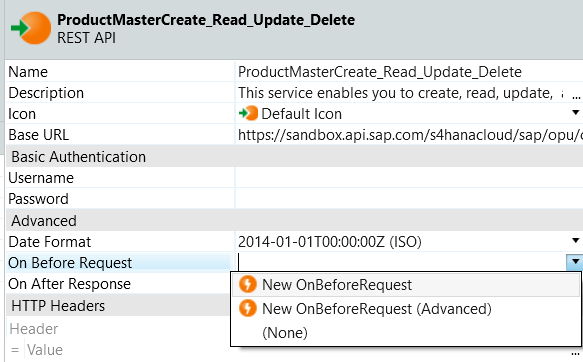 ProductMasterCreate_Read_Update_Delete
REST API
Name ProductMasterCreate_Read_Update_Delete
Description This service enables you to create, read, update, a ...
Icon Default Icon
Base URL https://sandbox.api.sap.com/s4hanacloud/sap/opu/
Basic Authentication
Username
Password
Advanced
Date Format 2014-01-01T00:00:00Z (ISO)
On Before Request
New OnBeforeRequest
On After Response
New OnBeforeRequest (Advanced)
HTTP Headers
(None)
Header
= Value ...